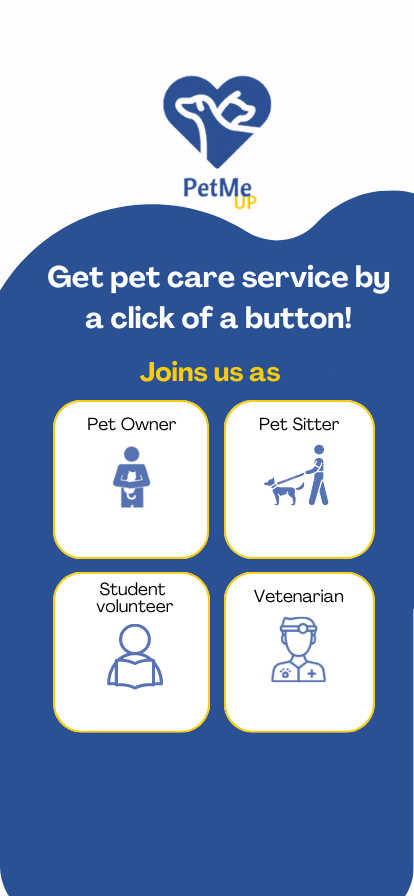 PetMe
UP
Get pet care service by
a click of a button!
Joins us as
Pet Owner
Pet Sitter
Student
volunteer
Vetenarian